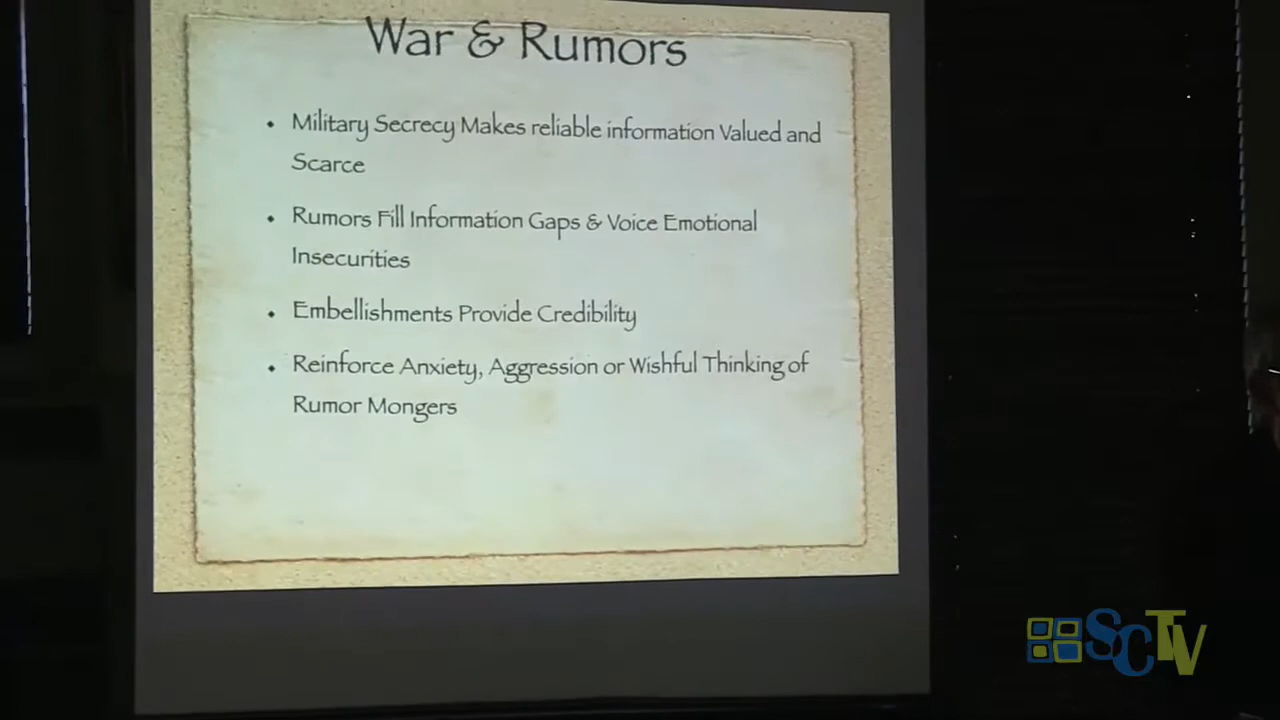 War & Rumors
• Military Secrecy Makes reliable information Valued and
Scarce
• Rumors Fill Information Gaps & Voice Emotional
Insecurities
• Embellishments Provide Credibility
• Reinforce Anxiety, Aggression or Wishful Thinking of
Rumor Mongers
SCTV